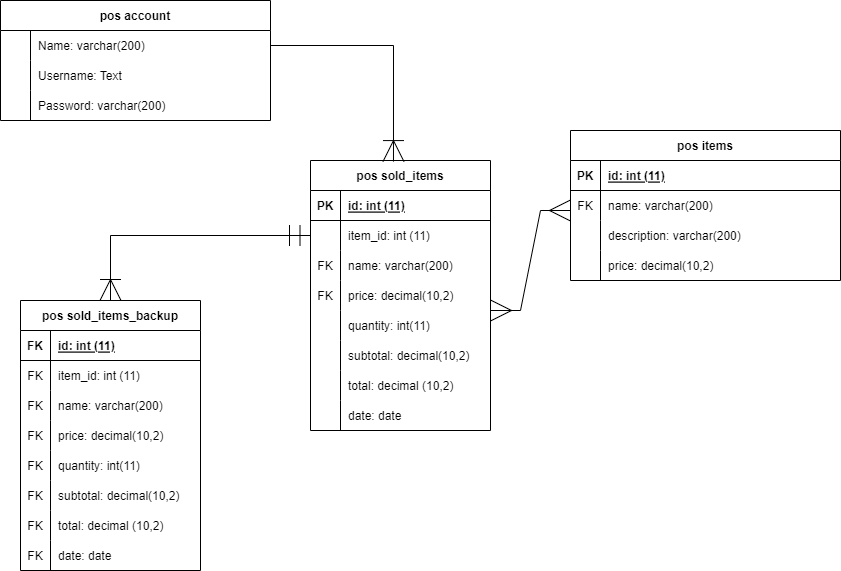 pos account
Name: varchar(200)
Username: Text
Password: varchar(200)
pos sold_items
PK id: int (11)
item_id: int (11)
FK name: varchar(200)
FK price: decimal(10,2)
quantity: int(11)
subtotal: decimal(10,2)
total: decimal (10,2)
date: date
pos items
PK id: int (11)
FK name: varchar(200)
description: varchar(200)
price: decimal(10,2)
pos sold_items_backup
FK id: int (11)
FK item_id: int (11)
FK name: varchar(200)
FK price: decimal(10,2)
FK quantity: int(11)
FK subtotal: decimal(10,2)
FK total: decimal (10,2)
FK date: date